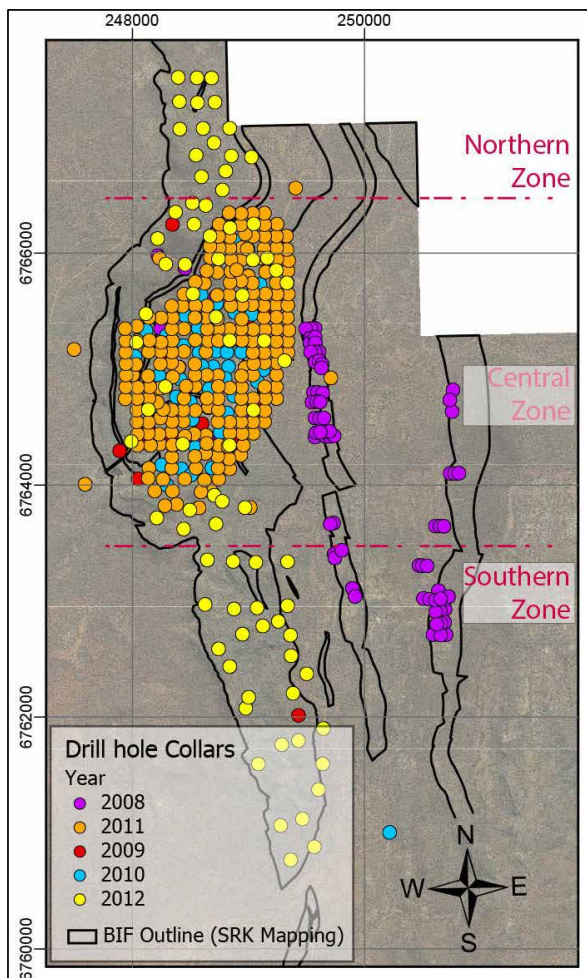 248000
250000
Northern
Zone
6766000
Central
Zone
6764000
Southern
Zone
6762000
Drill hole Collars
Year
2008
2011
2009
2010
2012
BIF Outline (SRK Mapping)
N
W
E
S
6760000